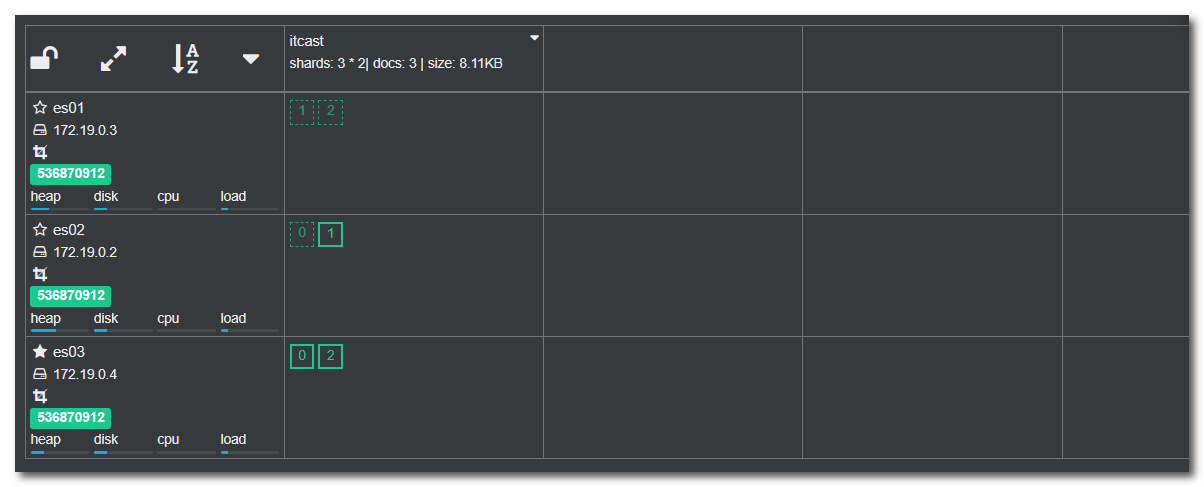 A
Z
itcast
shards: 3 * 2| docs: 3 | size: 8.11KB
es01
1 2
172.19.0.3
536870912
heap disk cpu load
es02
0 1
172.19.0.2
536870912
heap disk cpu load
es03
0 2
172.19.0.4
536870912
heap disk cpu load